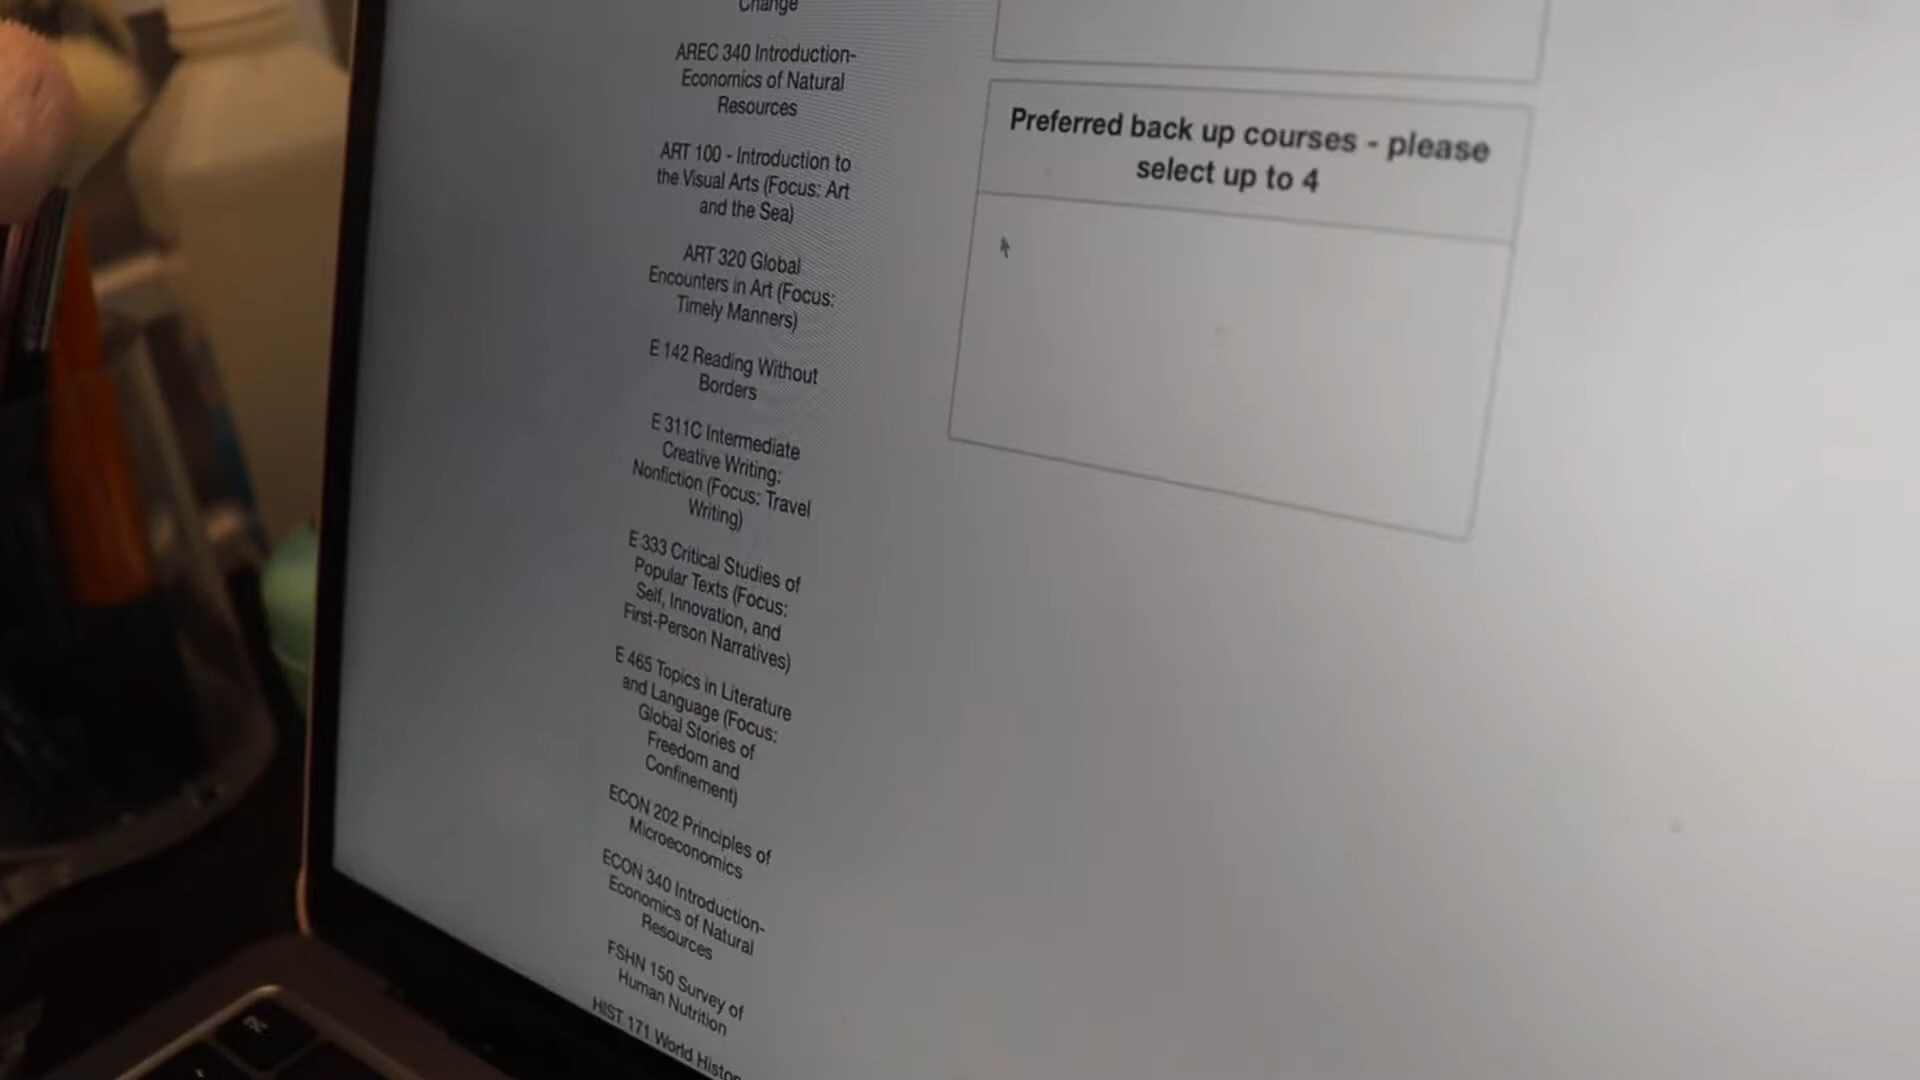 Change
AREC 340 Introduction-
Economics of Natural
Resources
ART 100 - Introduction to
the Visual Arts (Focus: Art
and the Sea)
ART 320 Global
Encounters in Art (Focus:
Timely Manners)
E 142 Reading Without
Borders
E 311C Intermediate
Creative Writing:
Nonfiction (Focus: Travel
Writing)
E 333 Critical Studies of
Popular Texts (Focus:
Self, Innovation, and
First-Person Narratives)
E 465 Topics in Literature
and Language (Focus:
Global Stories of
Freedom and
Confinement)
ECON 202 Principles of
Microeconomics
ECON 340 Introduction-
Economics of Natural
Resources
FSHN 150 Survey of
Human Nutrition
HIST 171 World
Preferred back up courses - please
select up to 4